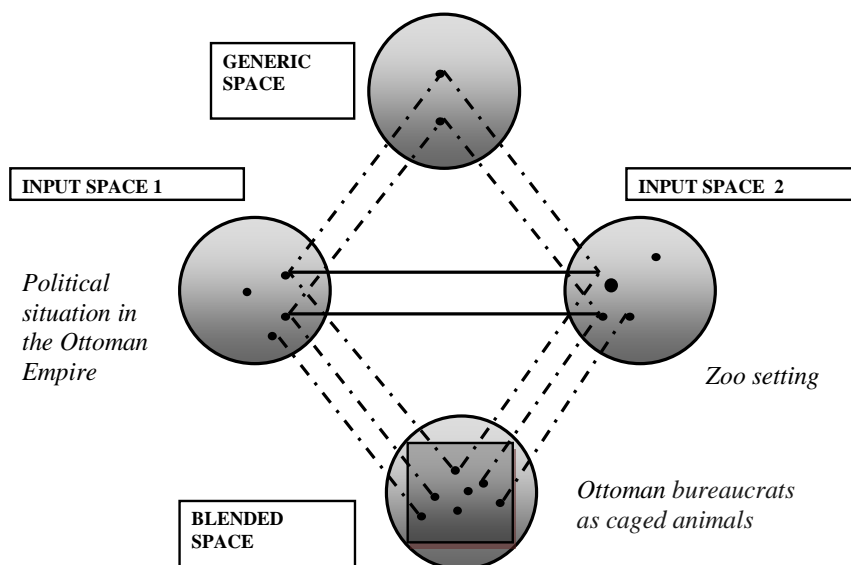 GENERIC
SPACE
INPUT SPACE 1
INPUT SPACE 2
Political
situation in
the Ottoman
Empire
Zoo setting
Ottoman bureaucrats
as caged animals
BLENDED
SPACE